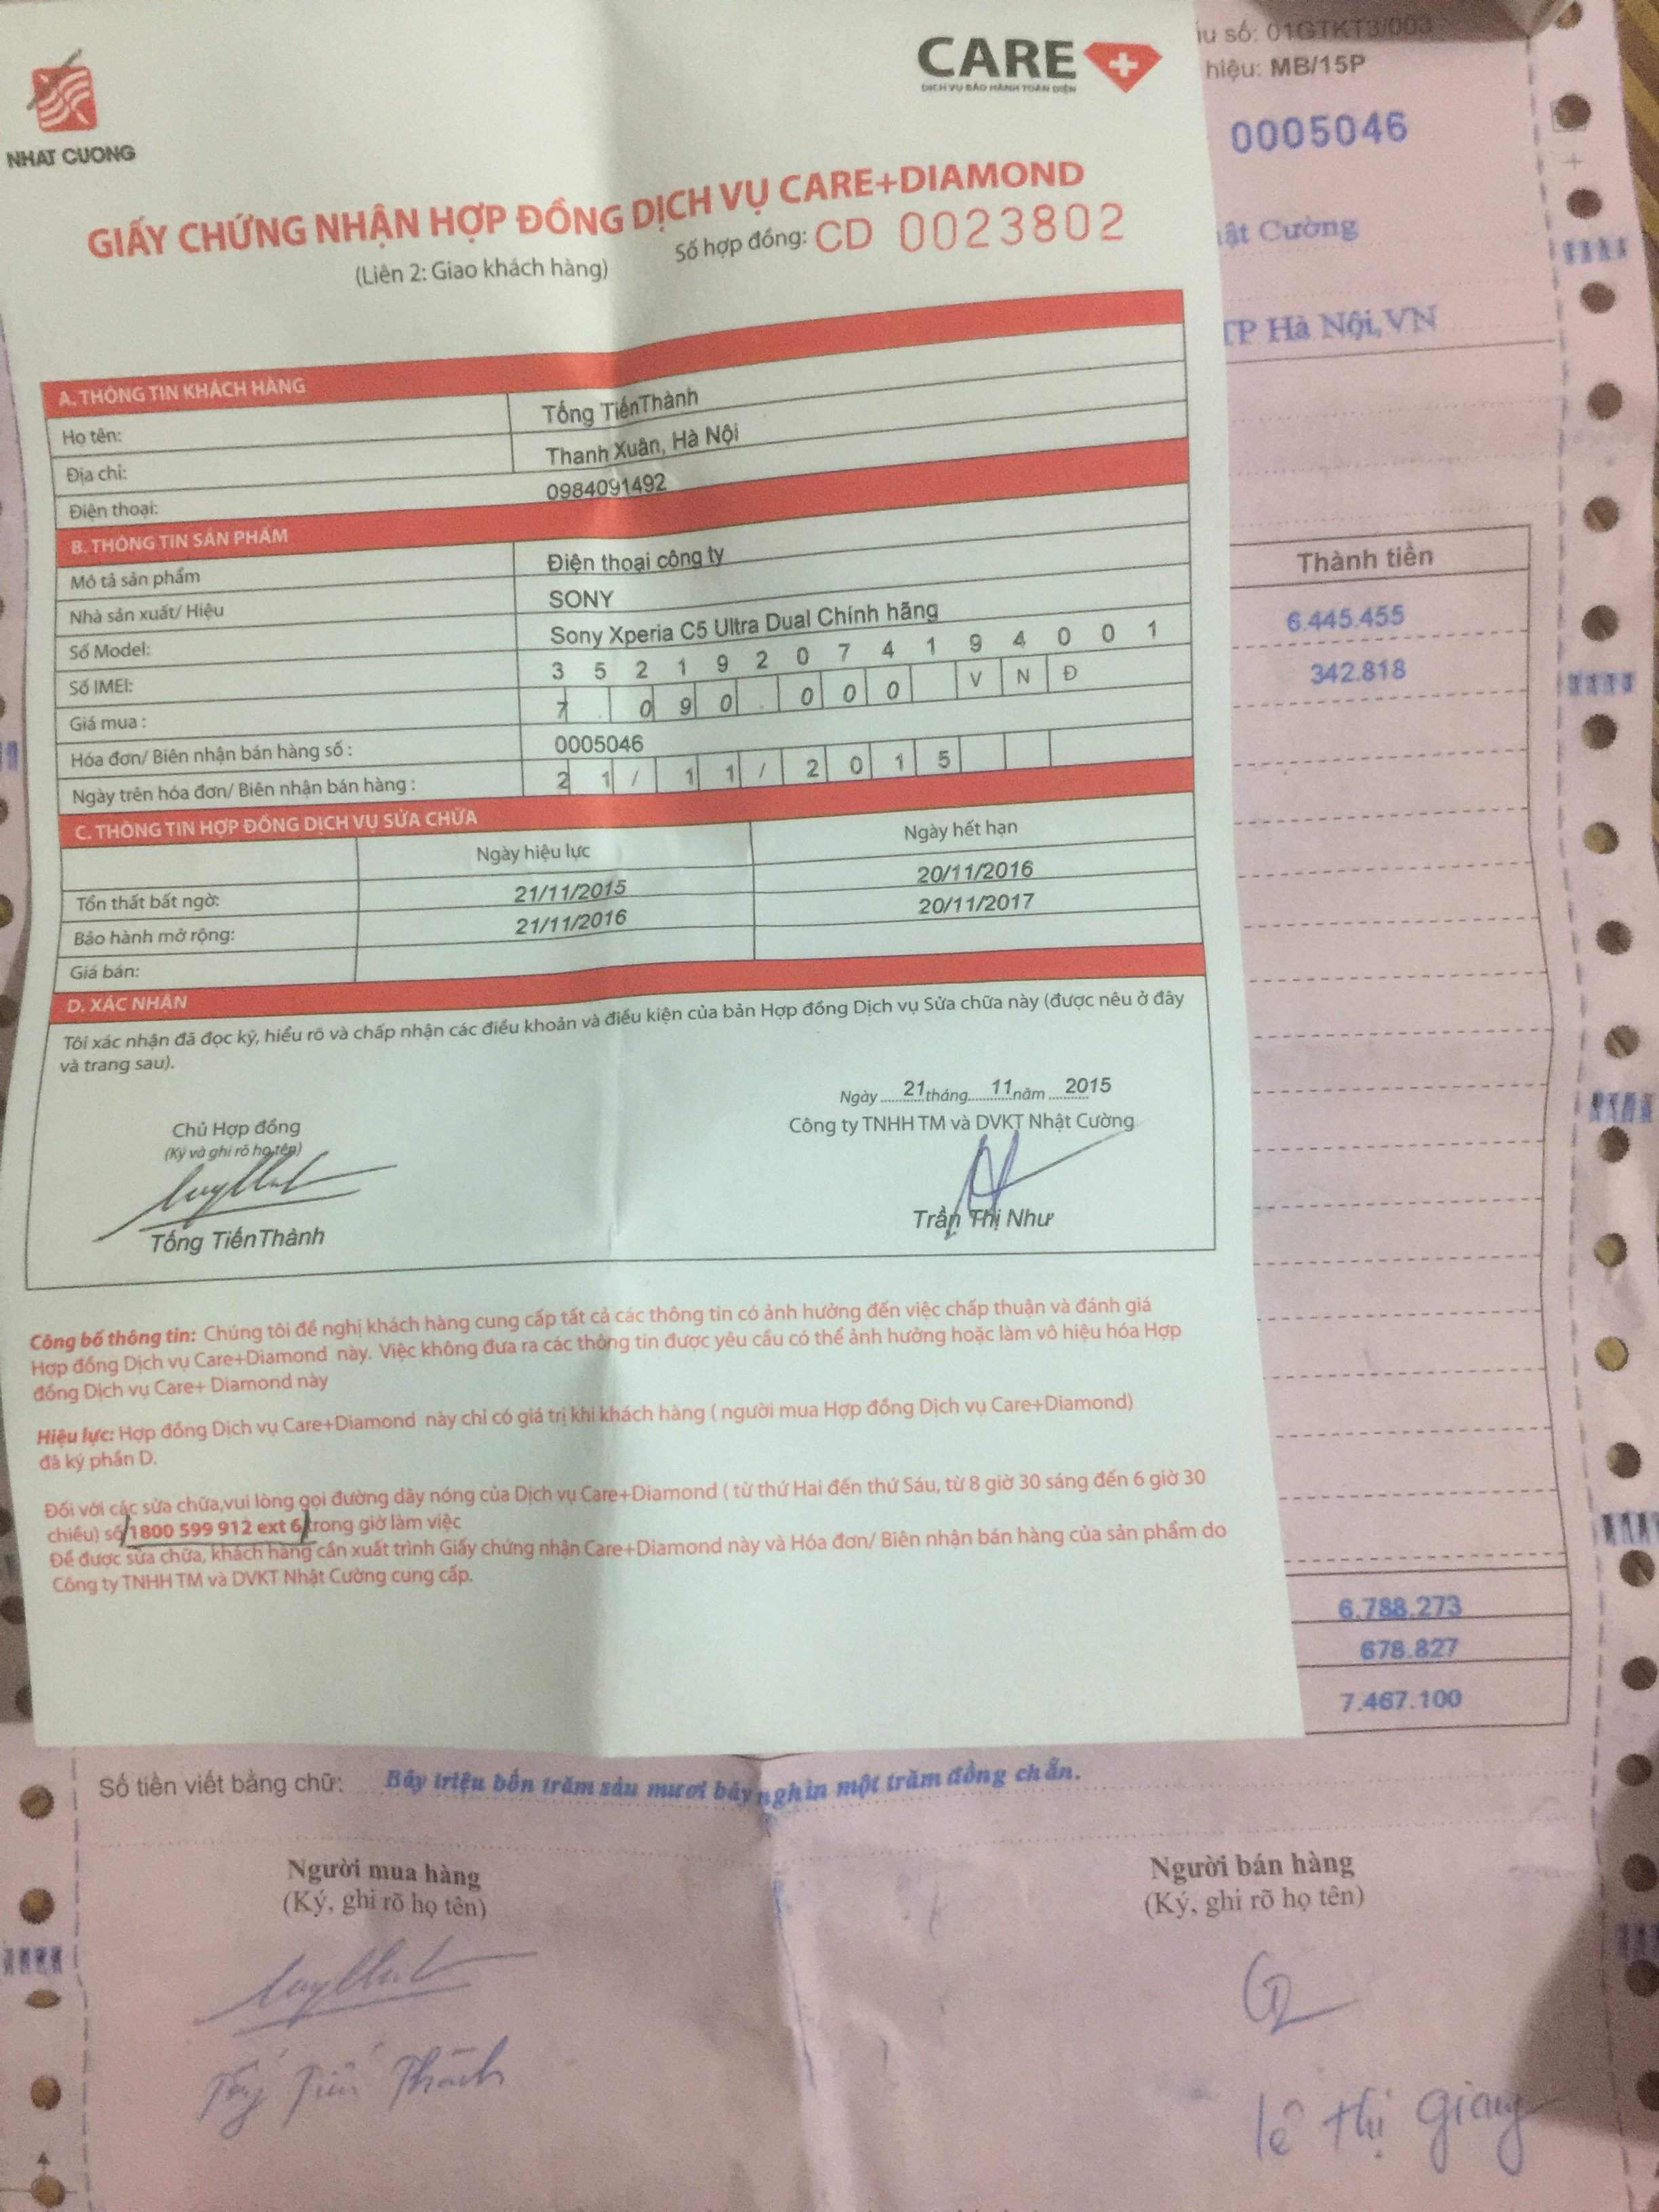 NHAT CUONG
CARE
DỊCH VỤ BẢO HÀNH TOÀN DIỆN
GIẤY CHỨNG NHẬN HỢP ĐỒNG DỊCH VỤ CARE+DIAMOND
(Liên 2: Giao khách hàng)
Số hợp đồng: CD 0023802
A. THÔNG TIN KHÁCH HÀNG
Họ tên: Tống TiếnThành
Địa chỉ: Thanh Xuân, Hà Nội
Điện thoại: 0984091492
B. THÔNG TIN SẢN PHẨM
Mô tả sản phẩm Điện thoại công ty
Nhà sản xuất/ Hiệu SONY
Số Model: Sony Xperia C5 Ultra Dual Chính hãng
Số IMEI: 3 5 2 1 9 2 0 7 4 1 9 4 0 0 1
Giá mua : 7 . 0 9 0 . 0 0 0 V N Đ
Hóa đơn/ Biên nhận bán hàng số : 0005046
Ngày trên hóa đơn/ Biên nhận bán hàng : 2 1 / 1 1 / 2 0 1 5
C. THÔNG TIN HỢP ĐỒNG DỊCH VỤ SỬA CHỮA
Ngày hiệu lực Ngày hết hạn
Tổn thất bất ngờ: 21/11/2015 20/11/2016
Bảo hành mở rộng: 21/11/2016 20/11/2017
Giá bán:
D. XÁC NHẬN
Tôi xác nhận đã đọc kỹ, hiểu rõ và chấp nhận các điều khoản và điều kiện của bản Hợp đồng Dịch vụ Sửa chữa này (được nêu ở đây
và trang sau).
Ngày 21 tháng 11 năm 2015
Chủ Hợp đồng Công ty TNHH TM và DVKT Nhật Cường
(Ký và ghi rõ họ tên)
Tống TiếnThành Trần Thị Như
Công bố thông tin: Chúng tôi đề nghị khách hàng cung cấp tất cả các thông tin có ảnh hưởng đến việc chấp thuận và đánh giá
Hợp đồng Dịch vụ Care+Diamond này. Việc không đưa ra các thông tin được yêu cầu có thể ảnh hưởng hoặc làm vô hiệu hóa Hợp
đồng Dịch vụ Care+ Diamond này
Hiệu lực: Hợp đồng Dịch vụ Care+Diamond này chỉ có giá trị khi khách hàng ( người mua Hợp đồng Dịch vụ Care+Diamond)
đã ký phần D.
Đối với các sửa chữa,vui lòng gọi đường dây nóng của Dịch vụ Care+Diamond ( từ thứ Hai đến thứ Sáu, từ 8 giờ 30 sáng đến 6 giờ 30
chiều) số 1800 599 912 ext 6 trong giờ làm việc
Để được sửa chữa, khách hàng cần xuất trình Giấy chứng nhận Care+Diamond này và Hóa đơn/ Biên nhận bán hàng của sản phẩm do
Công ty TNHH TM và DVKT Nhật Cường cung cấp.
số: 01GTKT3/003
hiệu: MB/15P
0005046
Cường
TP Hà Nội,VN
Thành tiền
6.445.455
342.818
6.788.273
678.827
7.467.100
Số tiền viết bằng chữ: Bảy triệu bốn trăm sáu mươi bảy nghìn một trăm đồng chẵn.
Người mua hàng Người bán hàng
(Ký, ghi rõ họ tên) (Ký, ghi rõ họ tên)
Tống Tiến Thành Lê Thị Giang